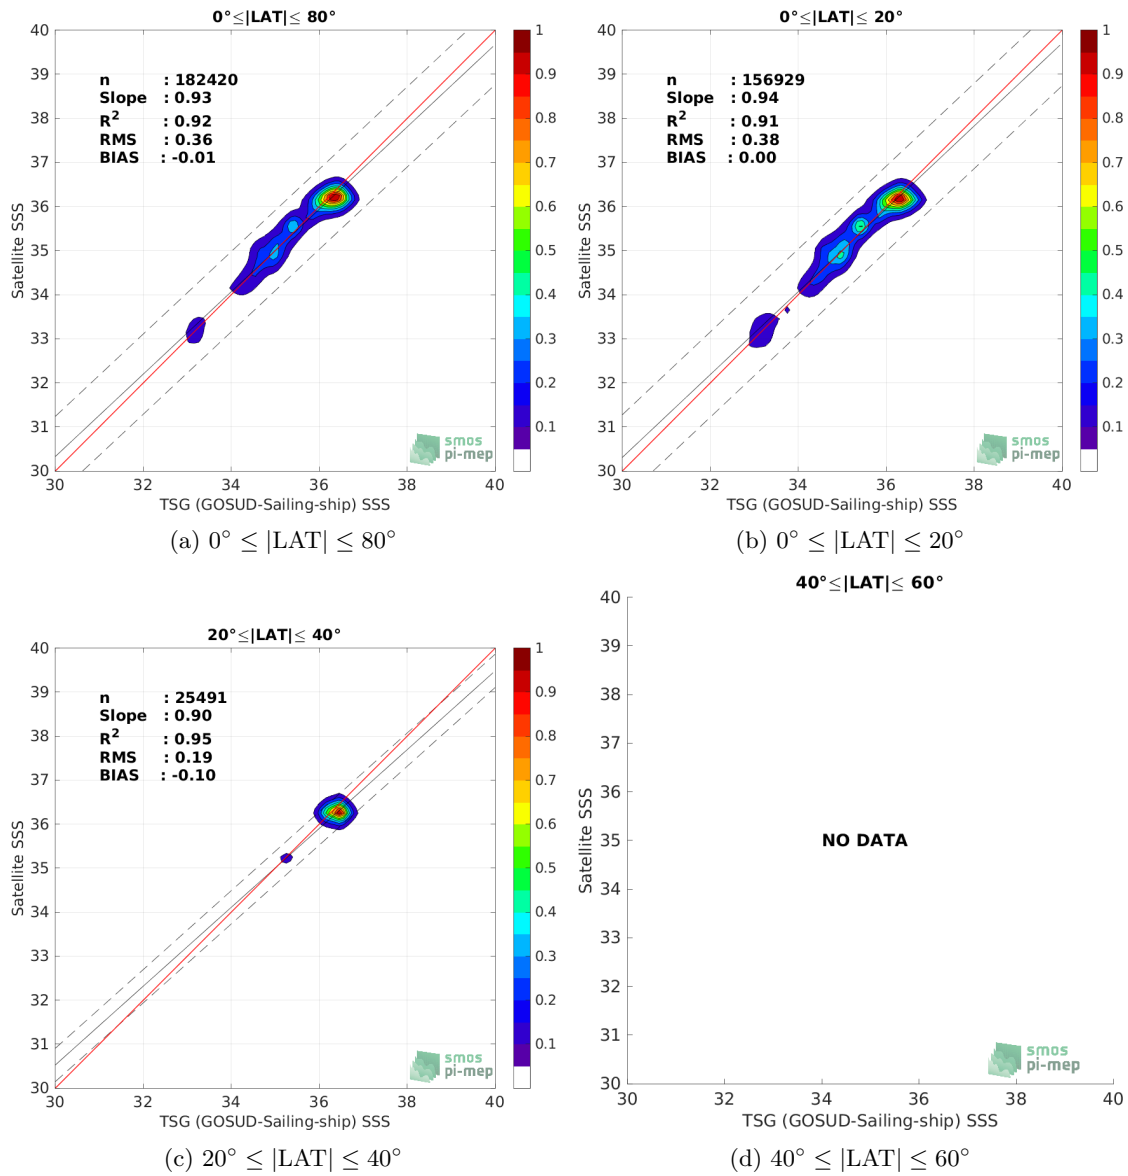 0°≤|LAT|≤ 80°
40
39
38
37
36
35
34
33
32
31
30
Satellite SSS
n : 182420
Slope : 0.93
R2 : 0.92
RMS : 0.36
BIAS : -0.01
smos
pi-mep
30 32 34 36 38 40
TSG (GOSUD-Sailing-ship) SSS
1
0.9
0.8
0.7
0.6
0.5
0.4
0.3
0.2
0.1
(a) 0° ≤ |LAT| ≤ 80°
0°≤|LAT|≤ 20°
40
39
38
37
36
35
34
33
32
31
30
Satellite SSS
n : 156929
Slope : 0.94
R2 : 0.91
RMS : 0.38
BIAS : 0.00
smos
pi-mep
30 32 34 36 38 40
TSG (GOSUD-Sailing-ship) SSS
1
0.9
0.8
0.7
0.6
0.5
0.4
0.3
0.2
0.1
(b) 0° ≤ |LAT| ≤ 20°
20°≤|LAT|≤ 40°
40
39
38
37
36
35
34
33
32
31
30
Satellite SSS
n : 25491
Slope : 0.90
R2 : 0.95
RMS : 0.19
BIAS : -0.10
smos
pi-mep
30 32 34 36 38 40
TSG (GOSUD-Sailing-ship) SSS
1
0.9
0.8
0.7
0.6
0.5
0.4
0.3
0.2
0.1
(c) 20° ≤ |LAT| ≤ 40°
40°≤|LAT|≤ 60°
40
39
38
37
36
35
34
33
32
31
30
Satellite SSS
NO DATA
smos
pi-mep
30 32 34 36 38 40
TSG (GOSUD-Sailing-ship) SSS
(d) 40° ≤ |LAT| ≤ 60°